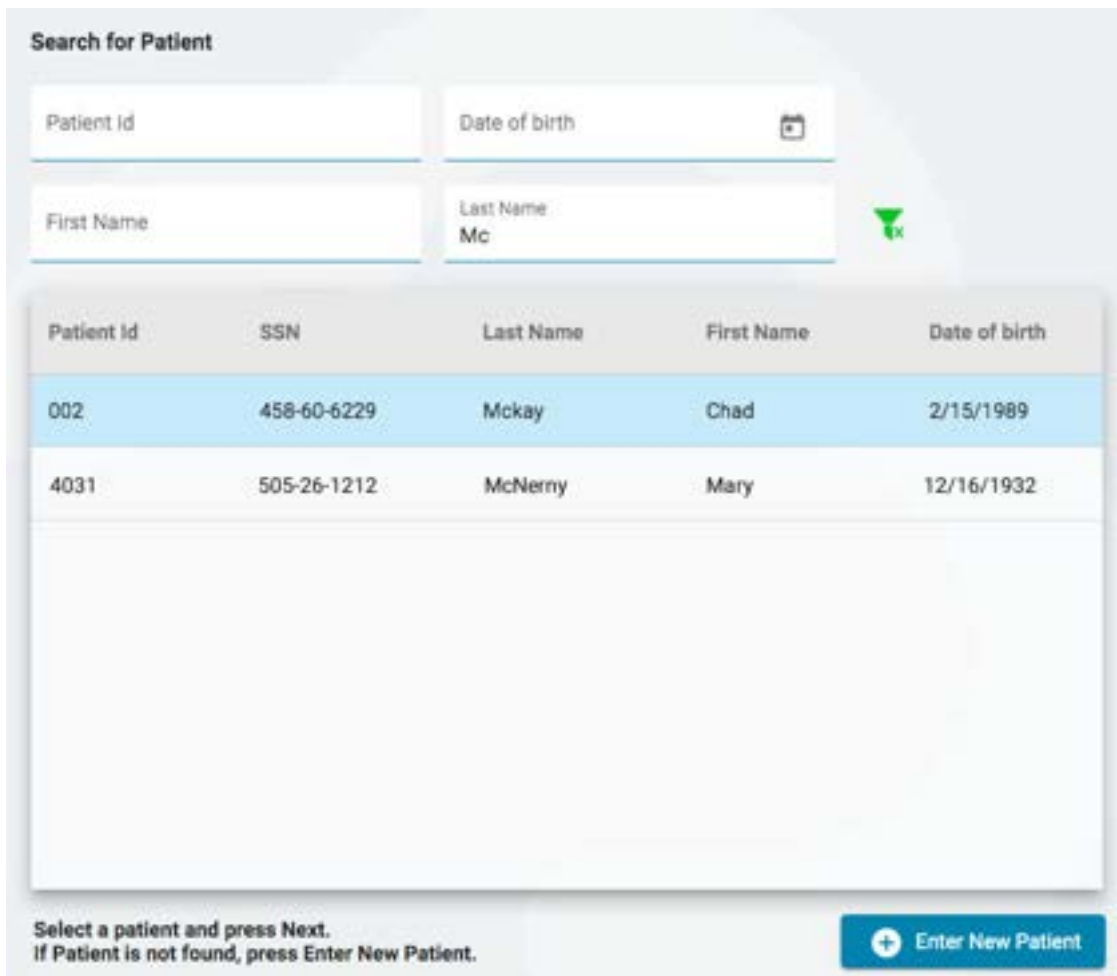 Search for Patient
Patient Id Date of birth
First Name Last Name
Mc
Patient Id SSN Last Name First Name Date of birth
002 458-60-6229 Mckay Chad 2/15/1989
4031 505-26-1212 McNerny Mary 12/16/1932
Select a patient and press Next.
If Patient is not found, press Enter New Patient.
Enter New Patient